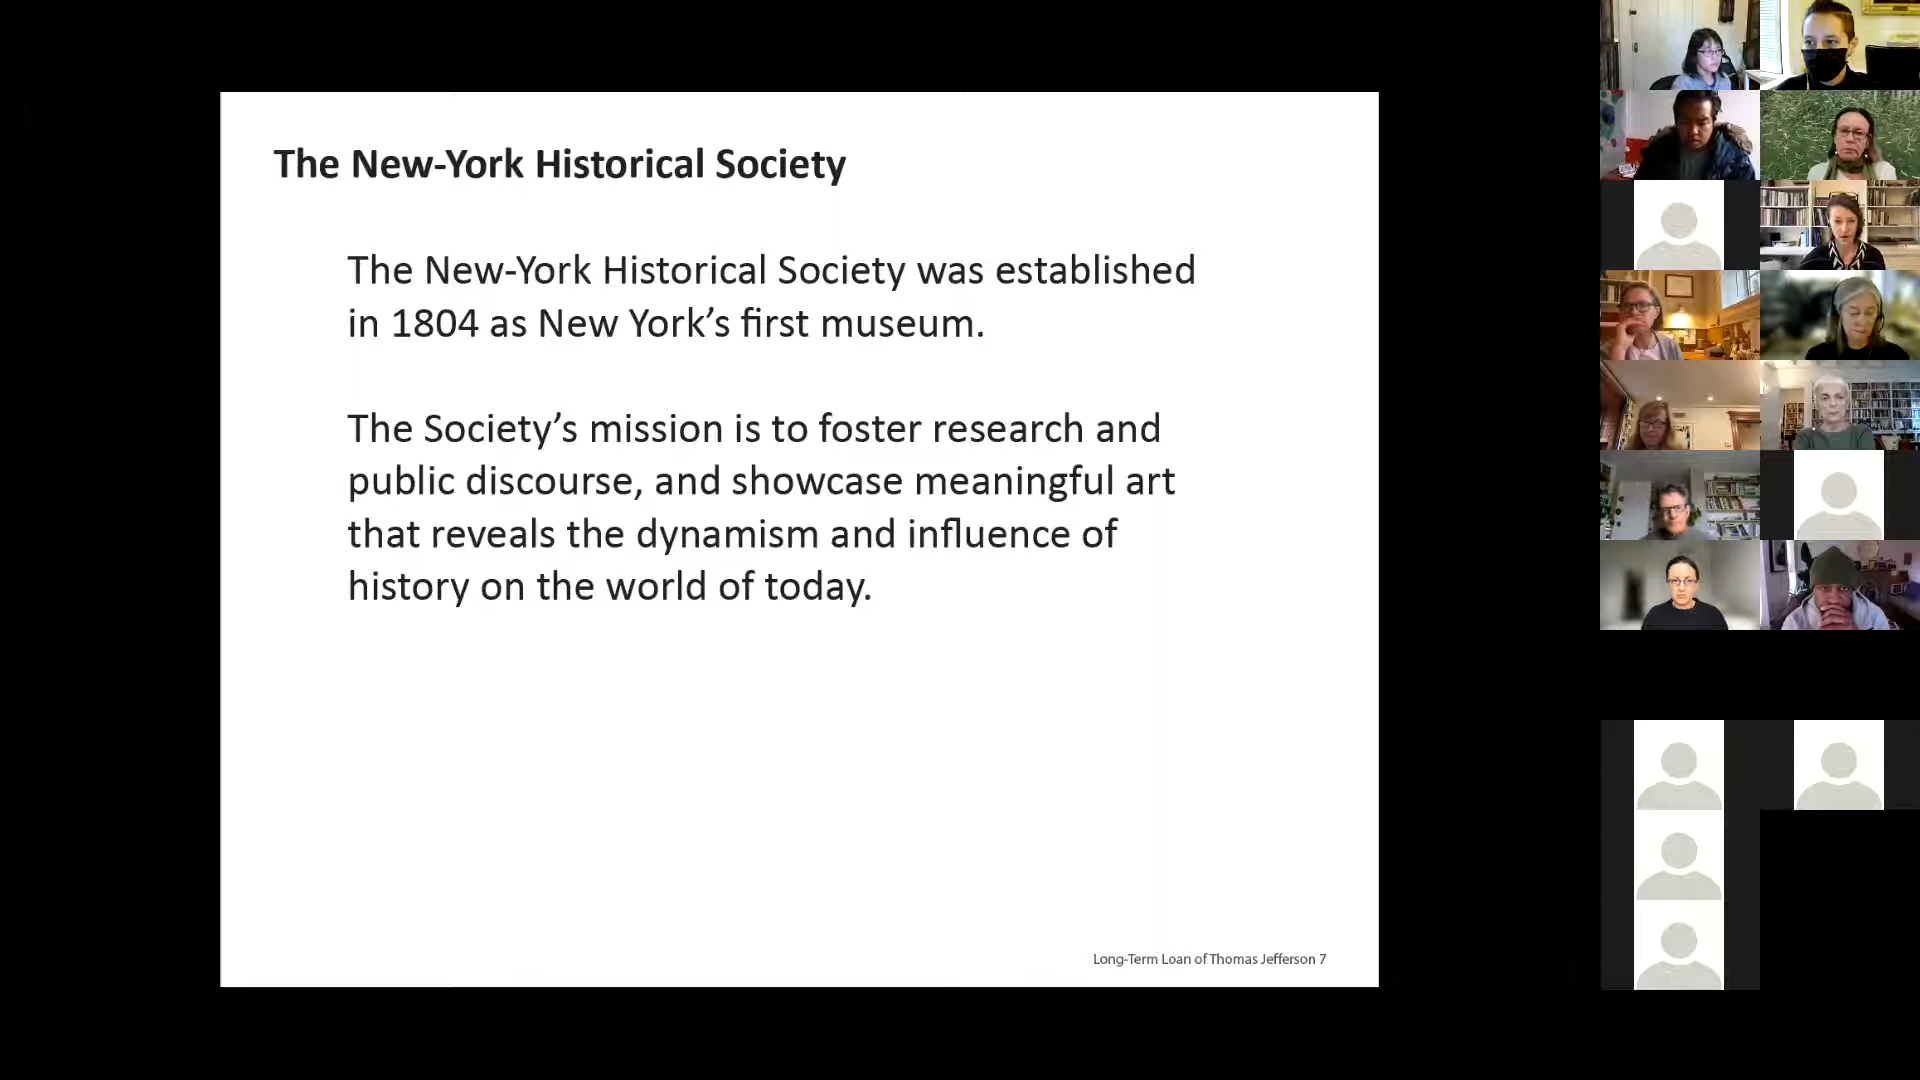 The New-York Historical Society
The New-York Historical Society was established
in 1804 as New York’s first museum.
The Society’s mission is to foster research and
public discourse, and showcase meaningful art
that reveals the dynamism and influence of
history on the world of today.
Long-Term Loan of Thomas Jefferson 7